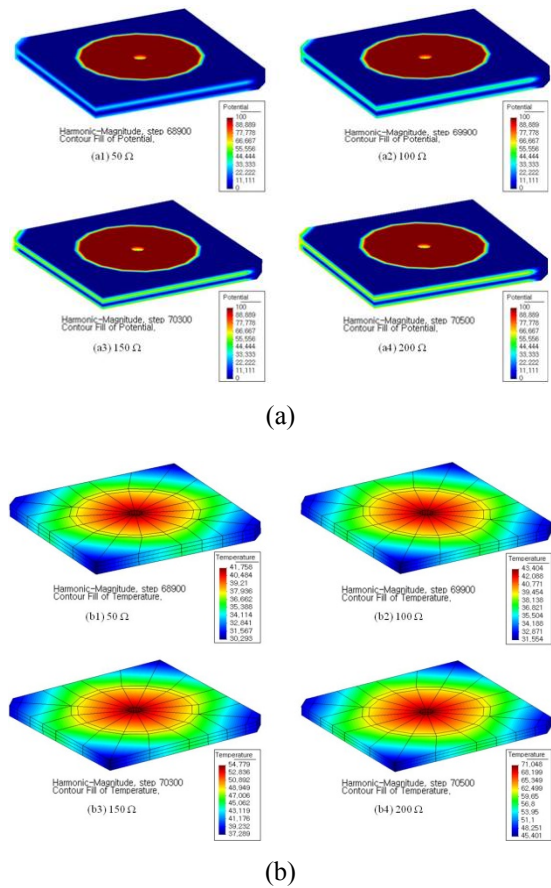 Potential
100
88,889
77,778
66,667
55,556
44,444
33,333
22,222
11,111
0
Harmonic-Magnitude, step 68900
Contour Fill of Potential,
(a1) 50 Ω
Potential
100
88,889
77,778
66,667
55,556
44,444
33,333
22,222
11,111
0
Harmonic-Magnitude, step 69900
Contour Fill of Potential,
(a2) 100 Ω
Potential
100
88,889
77,778
66,667
55,556
44,444
33,333
22,222
11,111
0
Harmonic-Magnitude, step 70300
Contour Fill of Potential,
(a3) 150 Ω
Potential
100
88,889
77,778
66,667
55,556
44,444
33,333
22,222
11,111
0
Harmonic-Magnitude, step 70500
Contour Fill of Potential,
(a4) 200 Ω
(a)
Temperature
41,758
40,484
39,21
37,936
36,662
35,388
34,114
32,841
31,567
30,293
Harmonic-Magnitude, step 68900
Contour Fill of Temperature,
(b1) 50 Ω
Temperature
43,404
42,088
40,771
39,454
38,138
36,821
35,504
34,188
32,871
31,554
Harmonic-Magnitude, step 69900
Contour Fill of Temperature,
(b2) 100 Ω
Temperature
54,779
52,836
50,892
48,949
47,006
45,062
43,119
41,176
39,232
37,289
Harmonic-Magnitude, step 70300
Contour Fill of Temperature,
(b3) 150 Ω
Temperature
71,048
68,199
65,349
62,499
59,65
56,8
53,95
51,1
48,251
45,401
Harmonic-Magnitude, step 70500
Contour Fill of Temperature,
(b4) 200 Ω
(b)